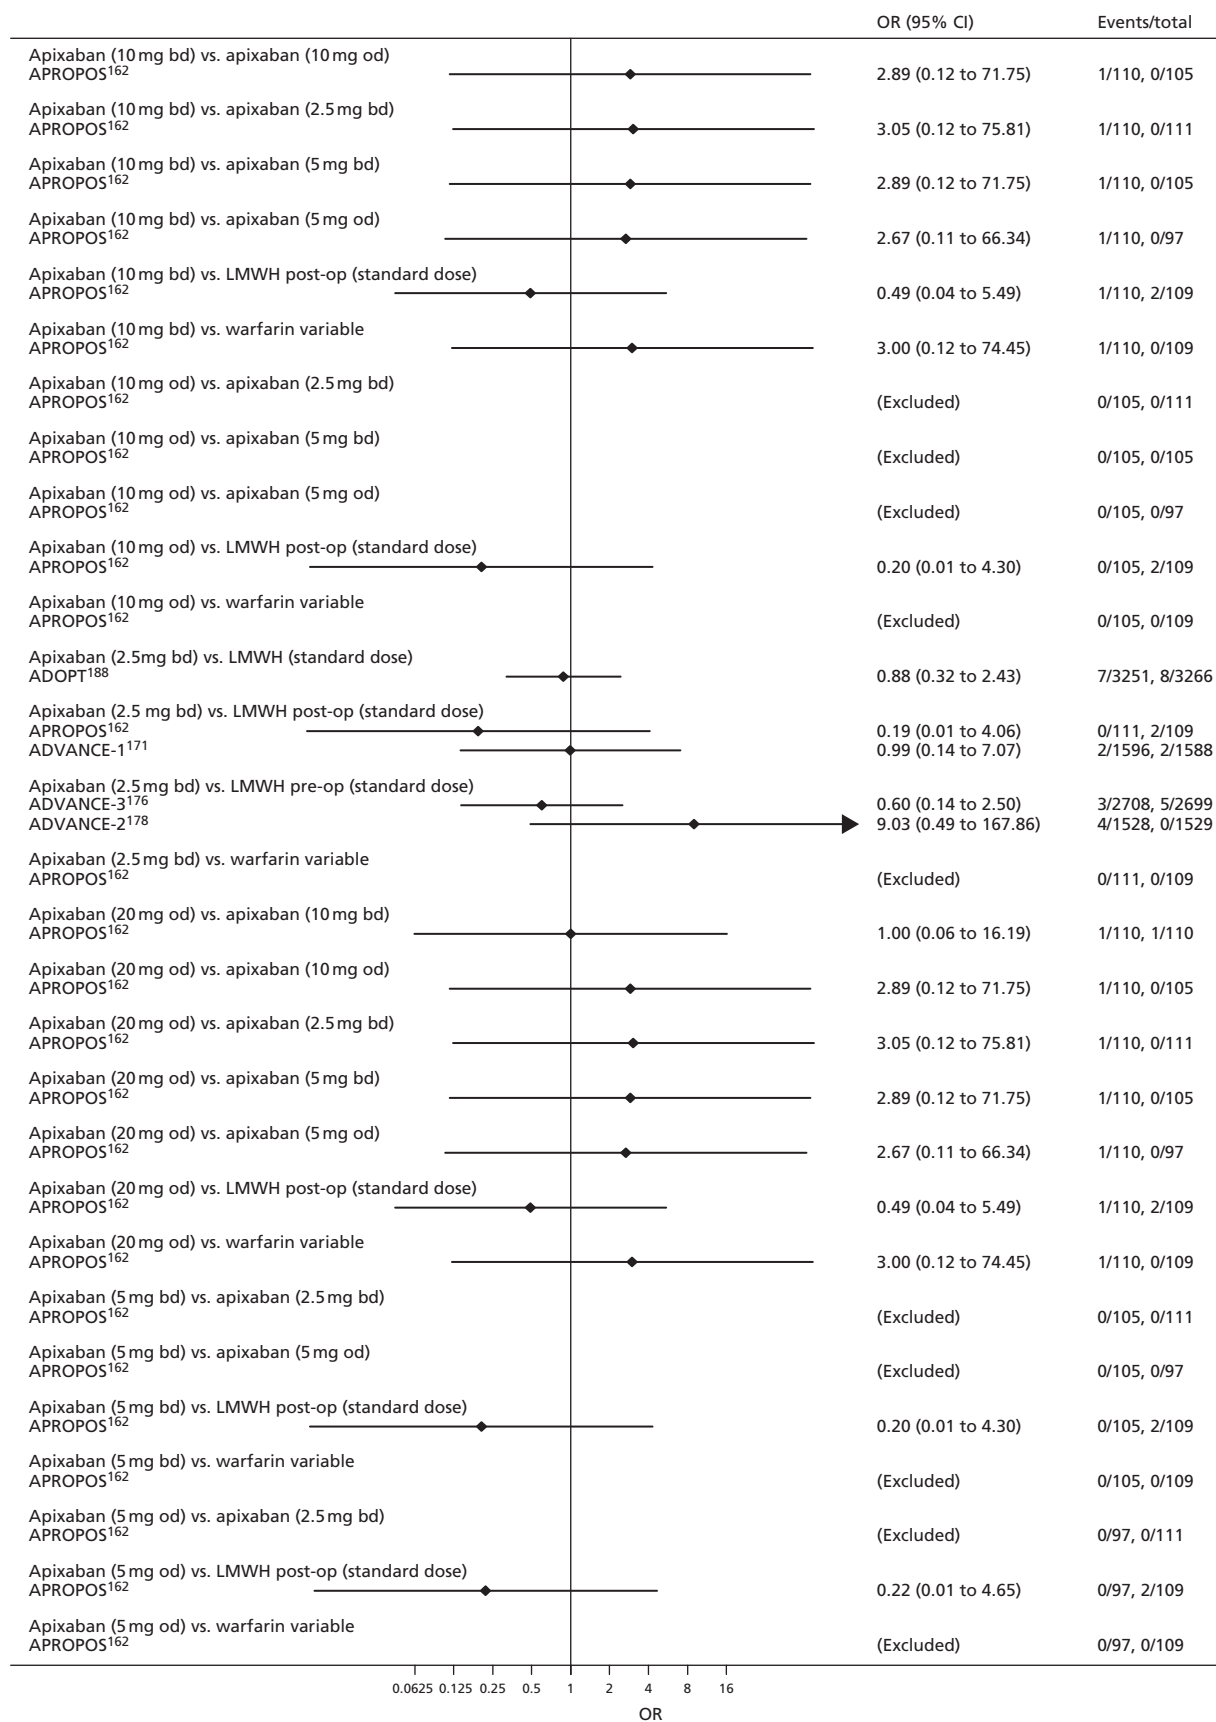 OR (95% CI) Events/total
Apixaban (10 mg bd) vs. apixaban (10 mg od)
APROPOS162 2.89 (0.12 to 71.75) 1/110, 0/105
Apixaban (10 mg bd) vs. apixaban (2.5 mg bd)
APROPOS162 3.05 (0.12 to 75.81) 1/110, 0/111
Apixaban (10 mg bd) vs. apixaban (5 mg bd)
APROPOS162 2.89 (0.12 to 71.75) 1/110, 0/105
Apixaban (10 mg bd) vs. apixaban (5 mg od)
APROPOS162 2.67 (0.11 to 66.34) 1/110, 0/97
Apixaban (10 mg bd) vs. LMWH post-op (standard dose)
APROPOS162 0.49 (0.04 to 5.49) 1/110, 2/109
Apixaban (10 mg bd) vs. warfarin variable
APROPOS162 3.00 (0.12 to 74.45) 1/110, 0/109
Apixaban (10 mg od) vs. apixaban (2.5 mg bd)
APROPOS162 (Excluded) 0/105, 0/111
Apixaban (10 mg od) vs. apixaban (5 mg bd)
APROPOS162 (Excluded) 0/105, 0/105
Apixaban (10 mg od) vs. apixaban (5 mg od)
APROPOS162 (Excluded) 0/105, 0/97
Apixaban (10 mg od) vs. LMWH post-op (standard dose)
APROPOS162 0.20 (0.01 to 4.30) 0/105, 2/109
Apixaban (10 mg od) vs. warfarin variable
APROPOS162 (Excluded) 0/105, 0/109
Apixaban (2.5mg bd) vs. LMWH (standard dose)
ADOPT188 0.88 (0.32 to 2.43) 7/3251, 8/3266
Apixaban (2.5 mg bd) vs. LMWH post-op (standard dose)
APROPOS162 0.19 (0.01 to 4.06) 0/111, 2/109
ADVANCE-1171 0.99 (0.14 to 7.07) 2/1596, 2/1588
Apixaban (2.5 mg bd) vs. LMWH pre-op (standard dose)
ADVANCE-3176 0.60 (0.14 to 2.50) 3/2708, 5/2699
ADVANCE-2178 9.03 (0.49 to 167.86) 4/1528, 0/1529
Apixaban (2.5 mg bd) vs. warfarin variable
APROPOS162 (Excluded) 0/111, 0/109
Apixaban (20 mg od) vs. apixaban (10 mg bd)
APROPOS162 1.00 (0.06 to 16.19) 1/110, 1/110
Apixaban (20 mg od) vs. apixaban (10 mg od)
APROPOS162 2.89 (0.12 to 71.75) 1/110, 0/105
Apixaban (20 mg od) vs. apixaban (2.5 mg bd)
APROPOS162 3.05 (0.12 to 75.81) 1/110, 0/111
Apixaban (20 mg od) vs. apixaban (5 mg bd)
APROPOS162 2.89 (0.12 to 71.75) 1/110, 0/105
Apixaban (20 mg od) vs. apixaban (5 mg od)
APROPOS162 2.67 (0.11 to 66.34) 1/110, 0/97
Apixaban (20 mg od) vs. LMWH post-op (standard dose)
APROPOS162 0.49 (0.04 to 5.49) 1/110, 2/109
Apixaban (20 mg od) vs. warfarin variable
APROPOS162 3.00 (0.12 to 74.45) 1/110, 0/109
Apixaban (5 mg bd) vs. apixaban (2.5 mg bd)
APROPOS162 (Excluded) 0/105, 0/111
Apixaban (5 mg bd) vs. apixaban (5 mg od)
APROPOS162 (Excluded) 0/105, 0/97
Apixaban (5 mg bd) vs. LMWH post-op (standard dose)
APROPOS162 0.20 (0.01 to 4.30) 0/105, 2/109
Apixaban (5 mg bd) vs. warfarin variable
APROPOS162 (Excluded) 0/105, 0/109
Apixaban (5 mg od) vs. apixaban (2.5 mg bd)
APROPOS162 (Excluded) 0/97, 0/111
Apixaban (5 mg od) vs. LMWH post-op (standard dose)
APROPOS162 0.22 (0.01 to 4.65) 0/97, 2/109
Apixaban (5 mg od) vs. warfarin variable
APROPOS162 (Excluded) 0/97, 0/109
0.0625 0.125 0.25 0.5 1 2 4 8 16
OR